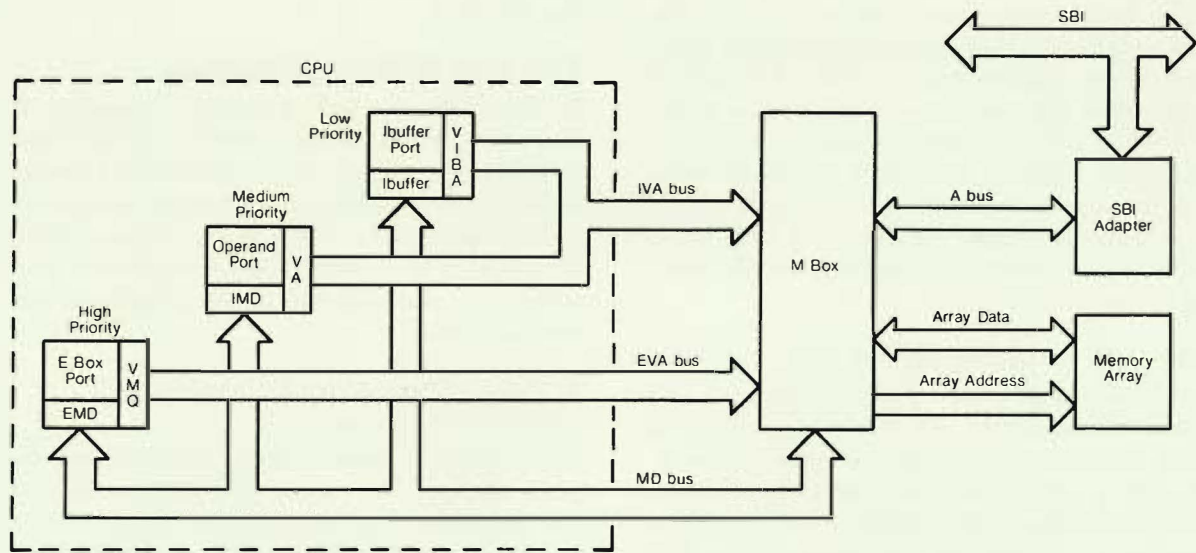 SBI
CPU
Low
Priority
Ibuffer
Port
Ibuffer
V
I
B
A
IVA bus
A bus
SBI
Adapter
Medium
Priority
Operand
Port
IMD
V
A
M Box
High
Priority
E Box
Port
EMD
V
M
Q
EVA bus
Array Data
Array Address
Memory
Array
MD bus